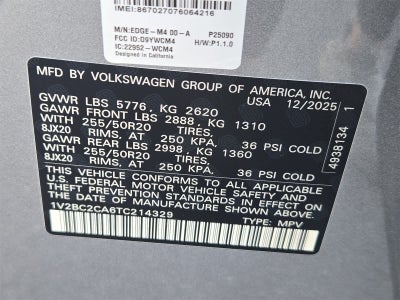 IMEI:867027076064216
M/N:EDGE-M4 00-A P25090
FCC ID:O9YWCM4 H/W:P1.1.0
IC:22952-WCM4
Designed in California
MFD BY VOLKSWAGEN GROUP OF AMERICA, INC.
USA 12/2025
GVWR LBS 5776, KG 2620
GAWR FRONT LBS 2888, KG 1310
WITH 255/50R20 TIRES,
8JX20 RIMS, AT 250 KPA. 36 PSI COLD
GAWR REAR LBS 2998, KG 1360
WITH 255/50R20 TIRES,
8JX20 RIMS, AT 250 KPA. 36 PSI COLD
THIS VEHICLE CONFORMS TO ALL APPLICABLE
U.S. FEDERAL MOTOR VEHICLE SAFETY
STANDARDS IN EFFECT ON THE DATE OF
MANUFACTURE SHOWN ABOVE.
1V2BC2CA6TC214329 TYPE: MPV
4938134 1